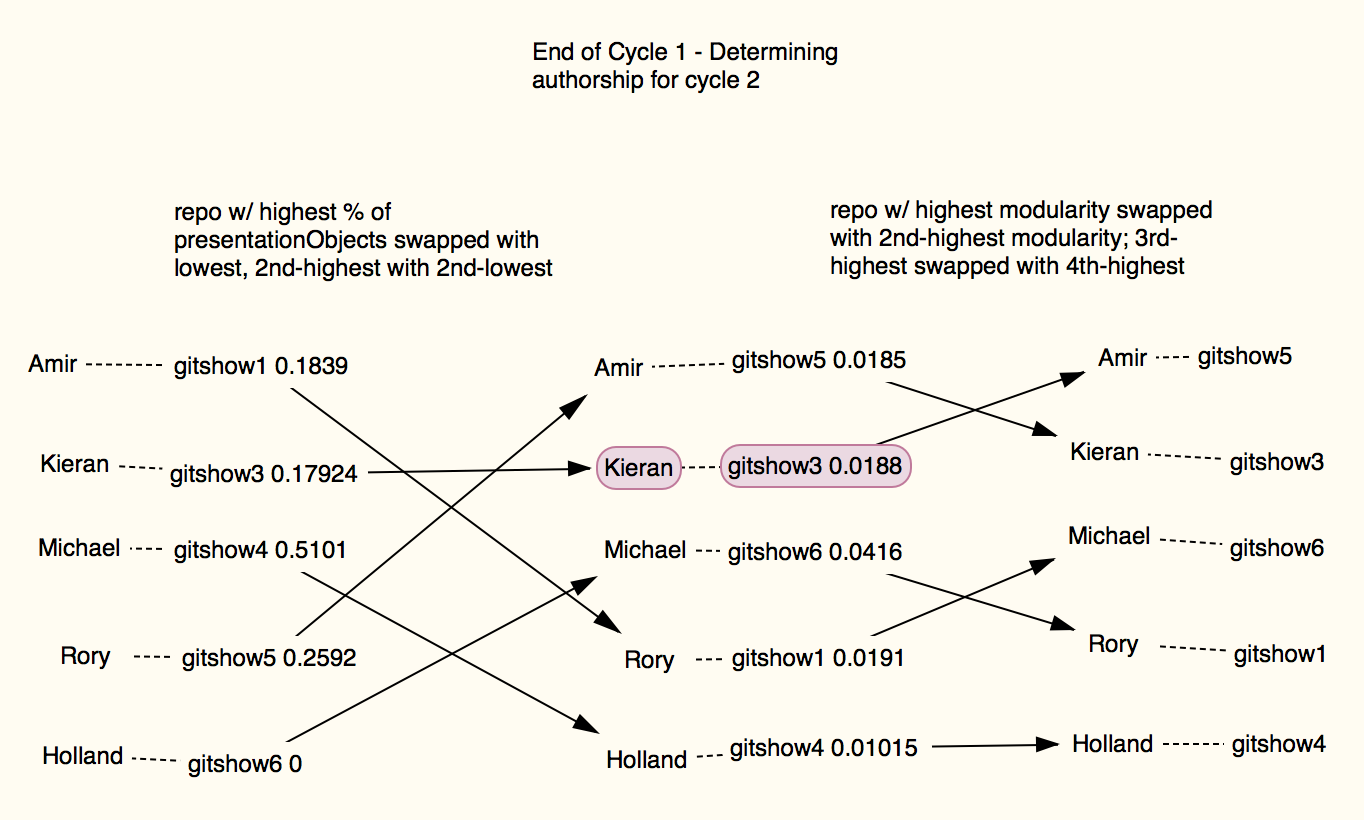 End of Cycle 1 - Determining
authorship for cycle 2
repo w/ highest % of
presentationObjects swapped with
lowest, 2nd-highest with 2nd-lowest
repo w/ highest modularity swapped
with 2nd-highest modularity; 3rd-
highest swapped with 4th-highest
Amir gitshow1 0.1839
Kieran gitshow3 0.17924
Michael gitshow4 0.5101
Rory gitshow5 0.2592
Holland gitshow6 0
Amir gitshow5 0.0185
Kieran gitshow3 0.0188
Michael gitshow6 0.0416
Rory gitshow1 0.0191
Holland gitshow4 0.01015
Amir gitshow5
Kieran gitshow3
Michael gitshow6
Rory gitshow1
Holland gitshow4